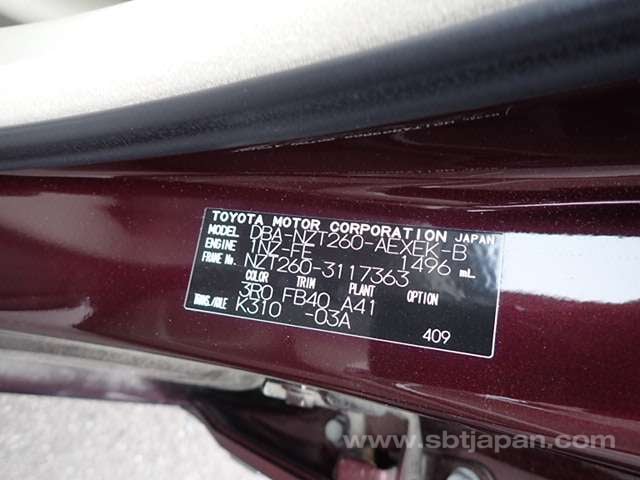 TOYOTA MOTOR CORPORATION JAPAN
MODEL DBA-NZT260-AEXEK-B
ENGINE 1NZ-FE 1496 mL
FRAME No. NZT260-3117363
COLOR TRIM PLANT OPTION
3R0 FB40 A41
TRANS./AXLE K310 -03A
409
www.sbtjapan.com